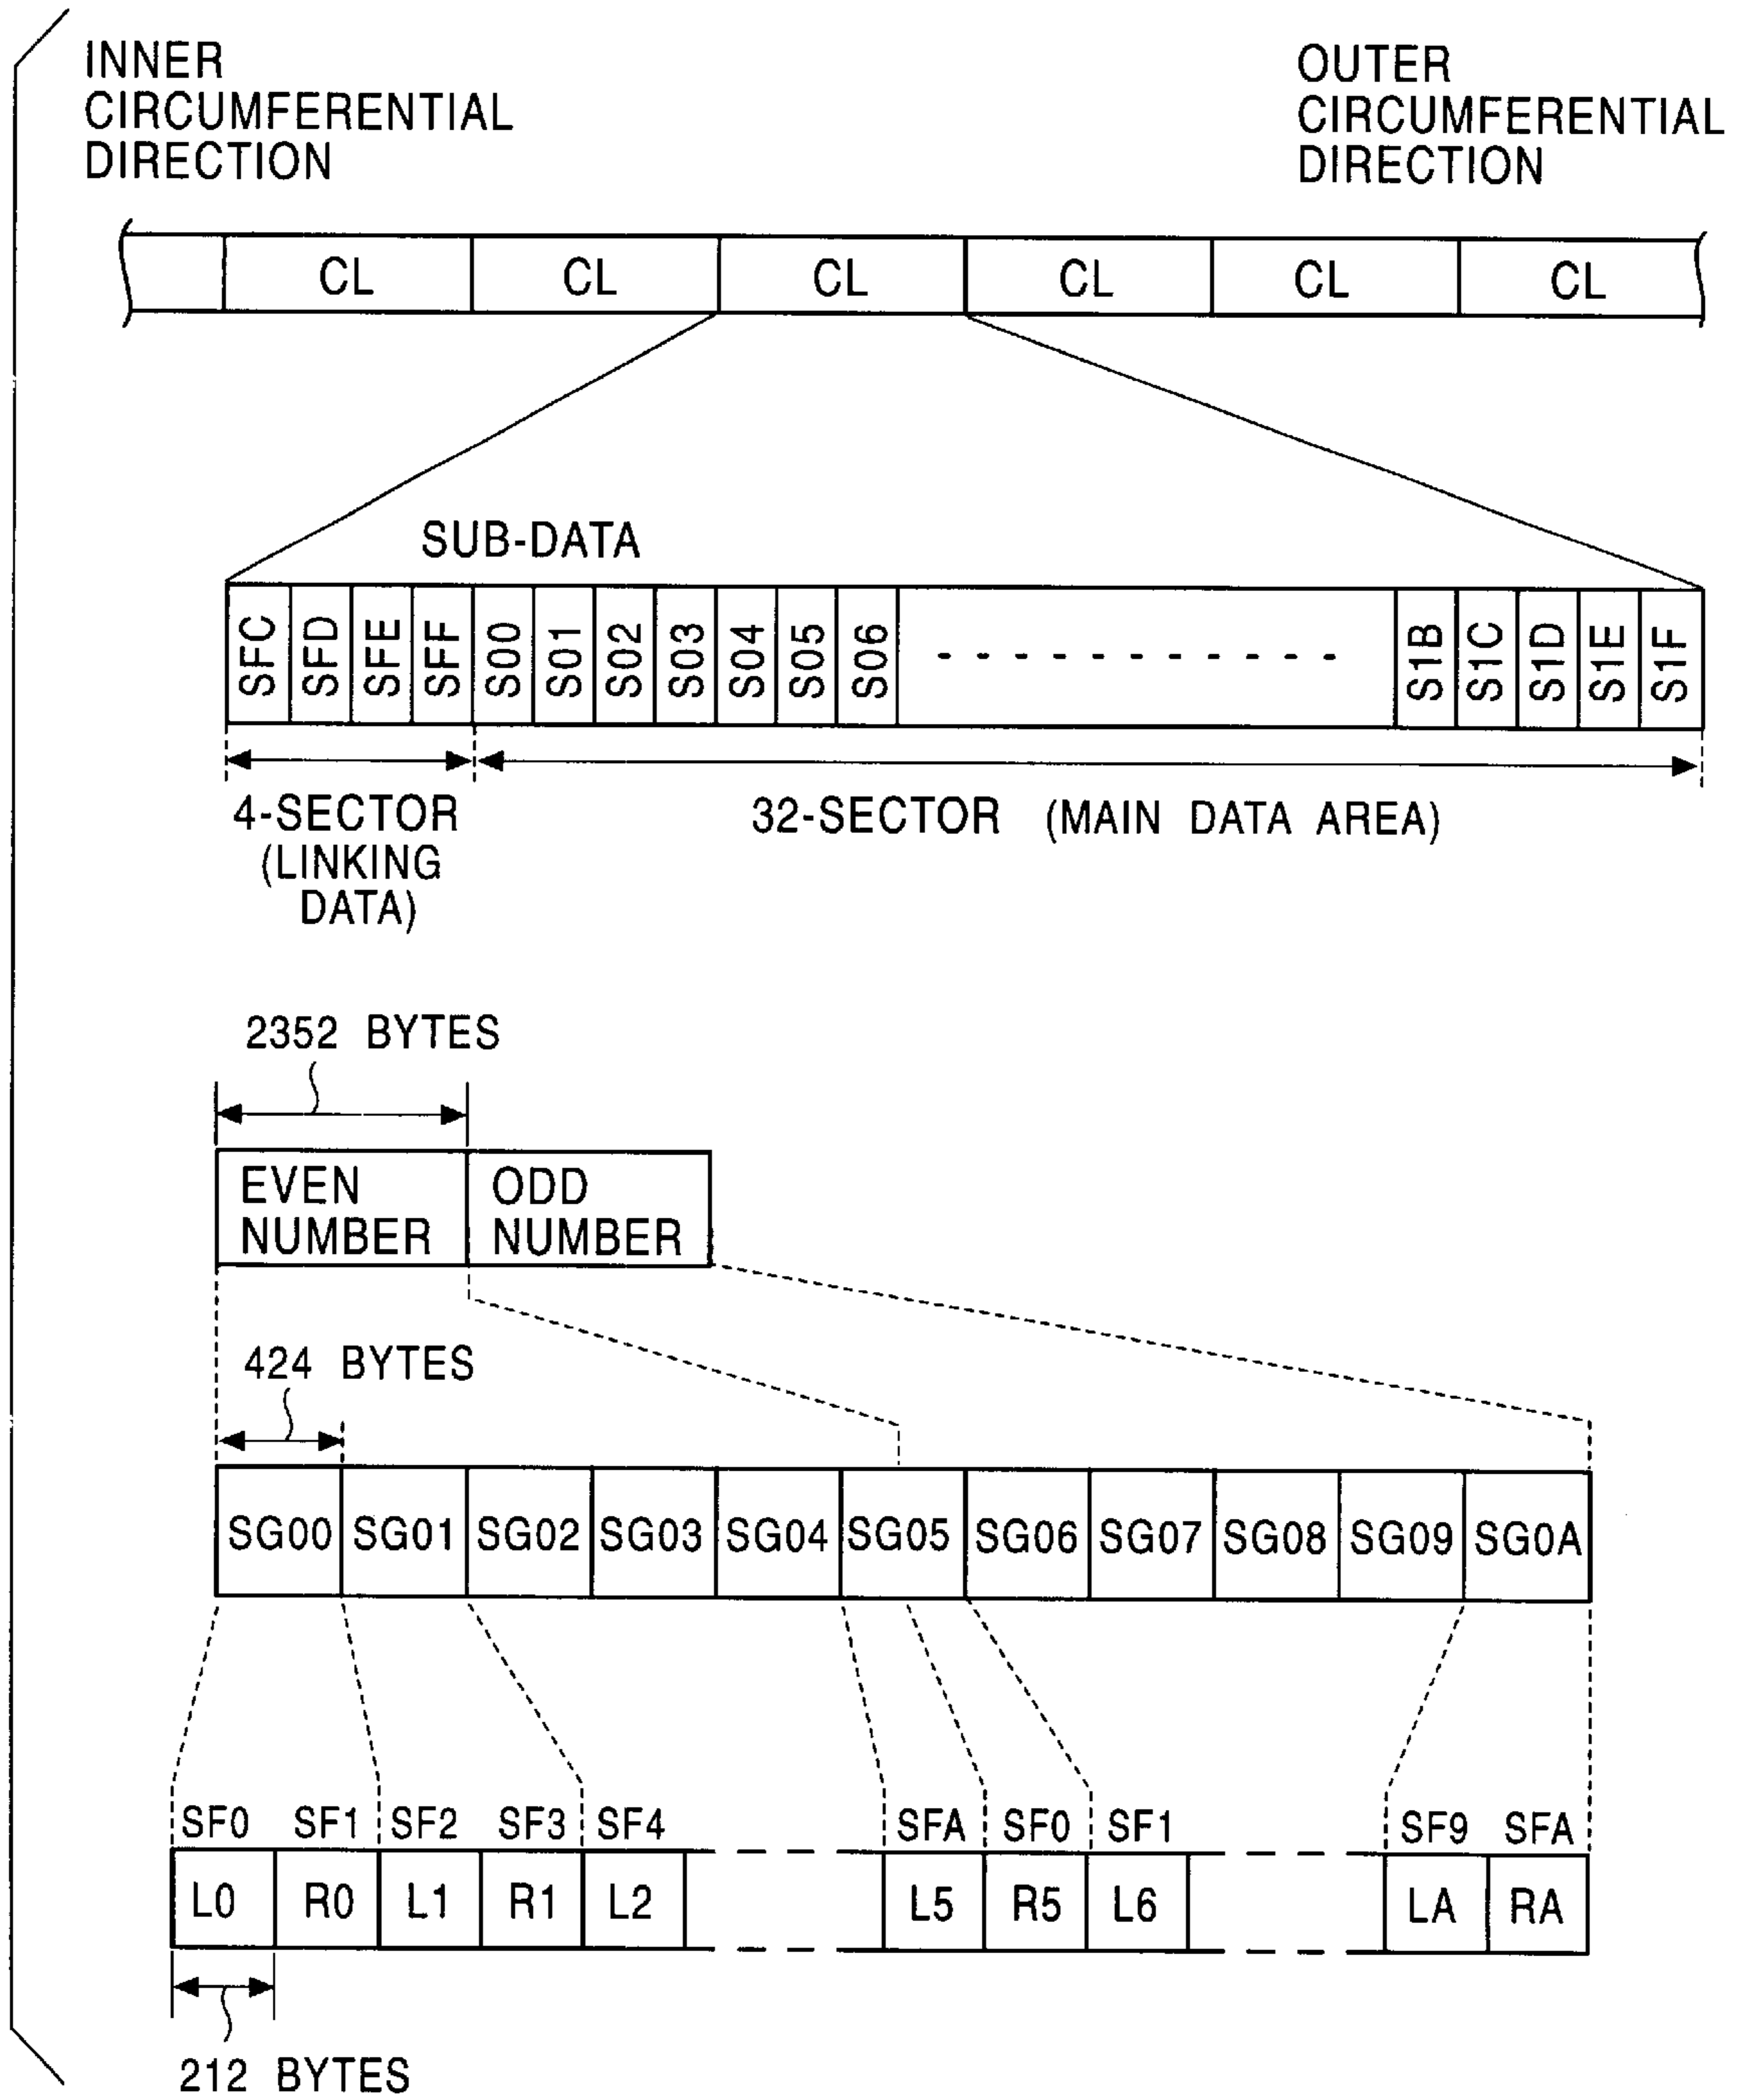 INNER
CIRCUMFERENTIAL
DIRECTION
OUTER
CIRCUMFERENTIAL
DIRECTION
CL CL CL CL CL CL
SUB-DATA
SFC SFD SFE SFF S00 S01 S02 S03 S04 S05 S06 S1B S1C S1D S1E S1F
4-SECTOR
(LINKING
DATA)
32-SECTOR (MAIN DATA AREA)
2352 BYTES
EVEN
NUMBER
ODD
NUMBER
424 BYTES
SG00 SG01 SG02 SG03 SG04 SG05 SG06 SG07 SG08 SG09 SG0A
SF0 SF1 SF2 SF3 SF4 SFA SF0 SF1 SF9 SFA
L0 R0 L1 R1 L2 L5 R5 L6 LA RA
212 BYTES